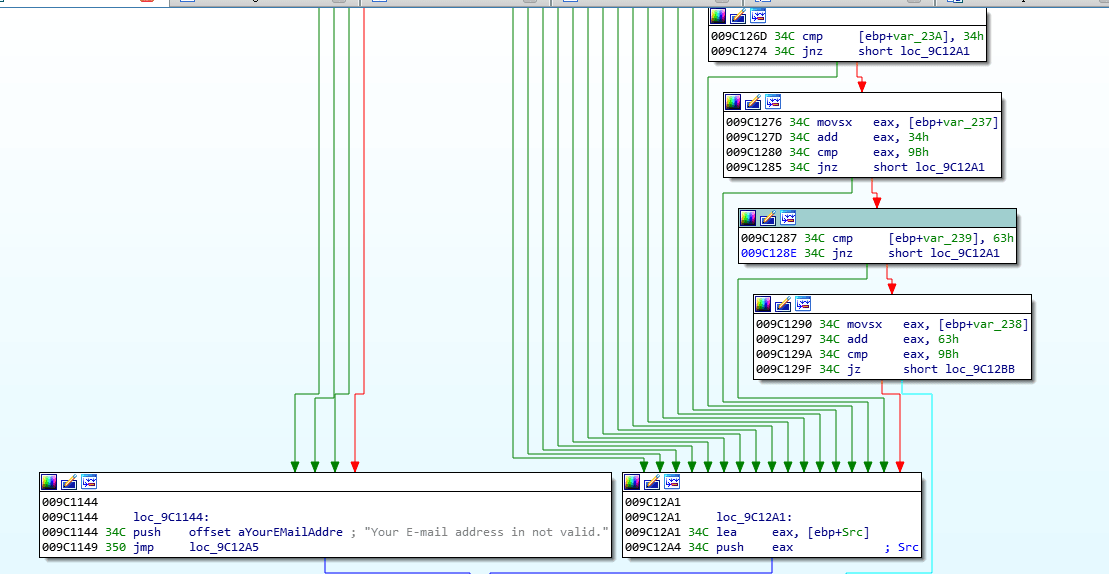 009C126D 34C cmp [ebp+var_23A], 34h
009C1274 34C jnz short loc_9C12A1
009C1276 34C movsx eax, [ebp+var_237]
009C127D 34C add eax, 34h
009C1280 34C cmp eax, 9Bh
009C1285 34C jnz short loc_9C12A1
009C1287 34C cmp [ebp+var_239], 63h
009C128E 34C jnz short loc_9C12A1
009C1290 34C movsx eax, [ebp+var_238]
009C1297 34C add eax, 63h
009C129A 34C cmp eax, 9Bh
009C129F 34C jz short loc_9C12BB
009C1144
009C1144 loc_9C1144:
009C1144 34C push offset aYourEMailAddre ; "Your E-mail address in not valid."
009C1149 350 jmp loc_9C12A5
009C12A1
009C12A1 loc_9C12A1:
009C12A1 34C lea eax, [ebp+Src]
009C12A4 34C push eax ; Src